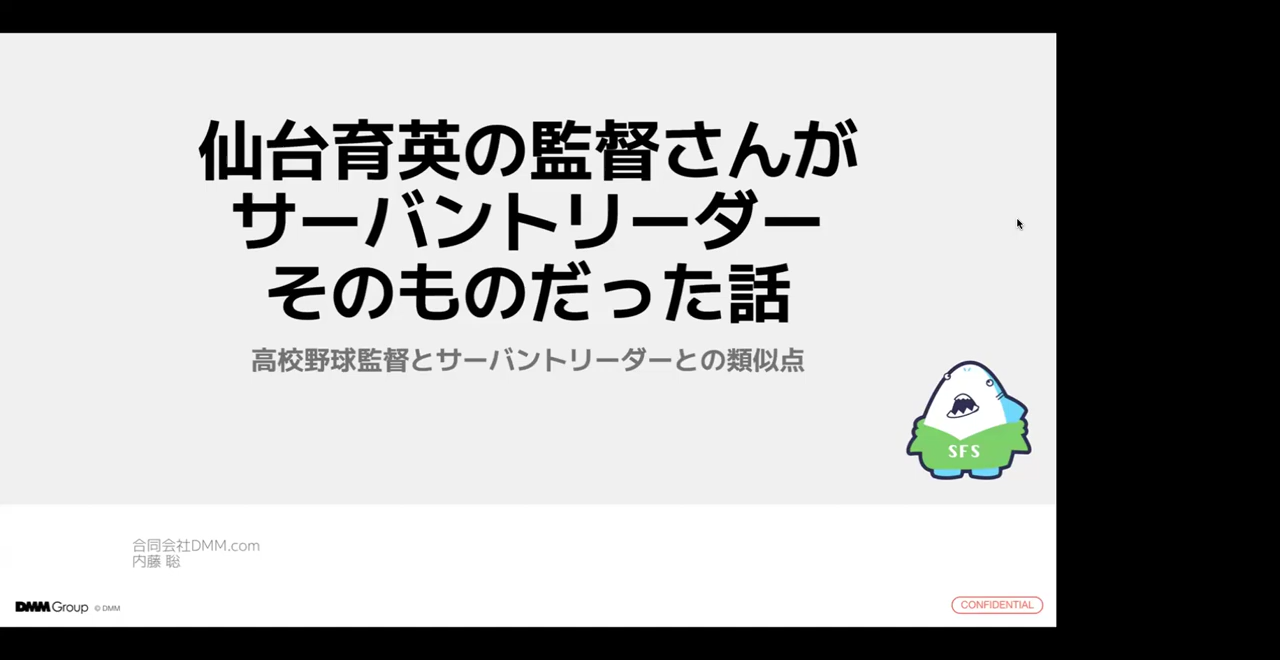 仙台育英の監督さんが
サーバントリーダー
そのものだった話
高校野球監督とサーバントリーダーとの類似点
SFS
合同会社DMM.com
内藤 聡
DMM Group © DMM
CONFIDENTIAL